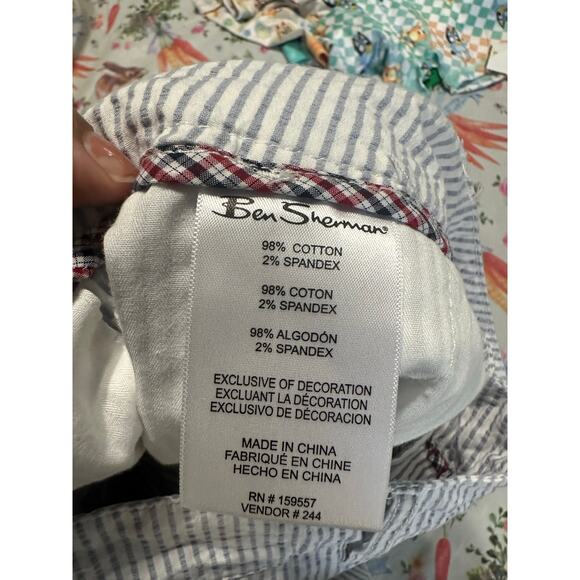 Ben Sherman®
98% COTTON
2% SPANDEX
98% COTON
2% SPANDEX
98% ALGODÓN
2% SPANDEX
EXCLUSIVE OF DECORATION
EXCLUANT LA DÉCORATION
EXCLUSIVO DE DÉCORACION
MADE IN CHINA
FABRIQUÉ EN CHINE
HECHO EN CHINA
RN # 159557
VENDOR # 244